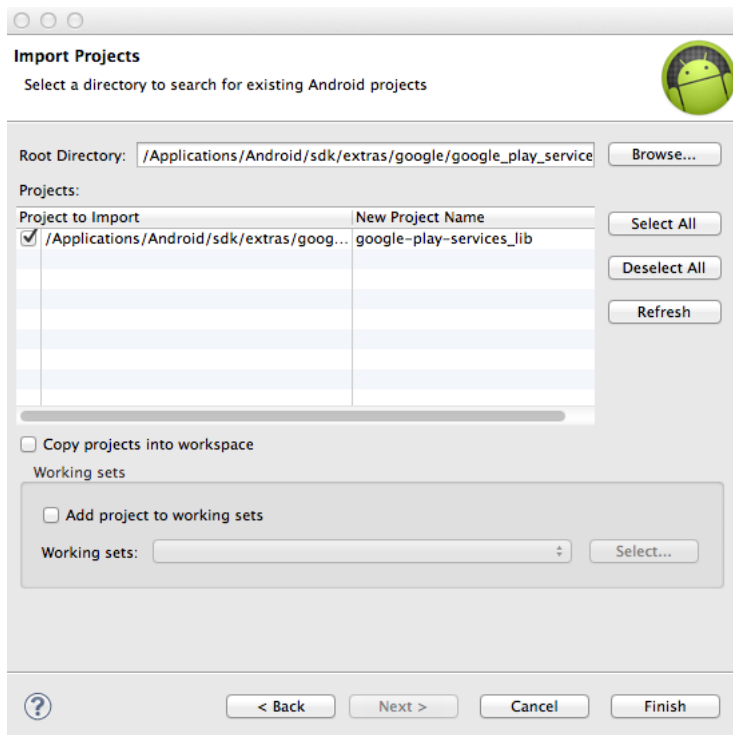 Import Projects
Select a directory to search for existing Android projects
Root Directory: /Applications/Android/sdk/extras/google/google_play_service Browse...
Projects:
Project to Import New Project Name
/Applications/Android/sdk/extras/goog... google-play-services_lib
Select All
Deselect All
Refresh
Copy projects into workspace
Working sets
Add project to working sets
Working sets: Select...
? < Back Next > Cancel Finish